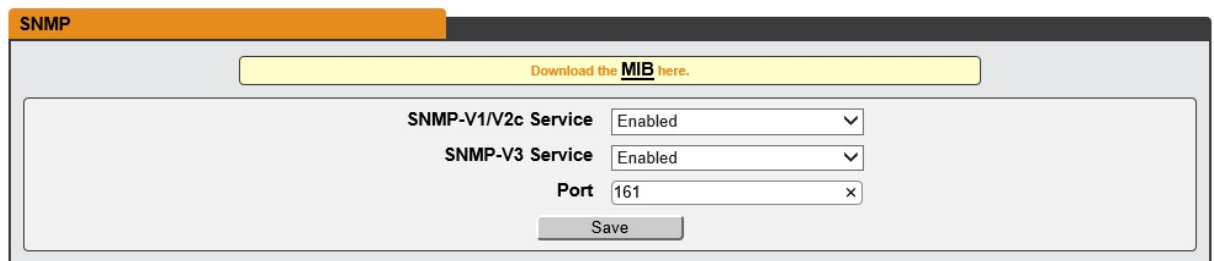 SNMP
Download the MIB here.
SNMP-V1/V2c Service Enabled
SNMP-V3 Service Enabled
Port 161 ×
Save